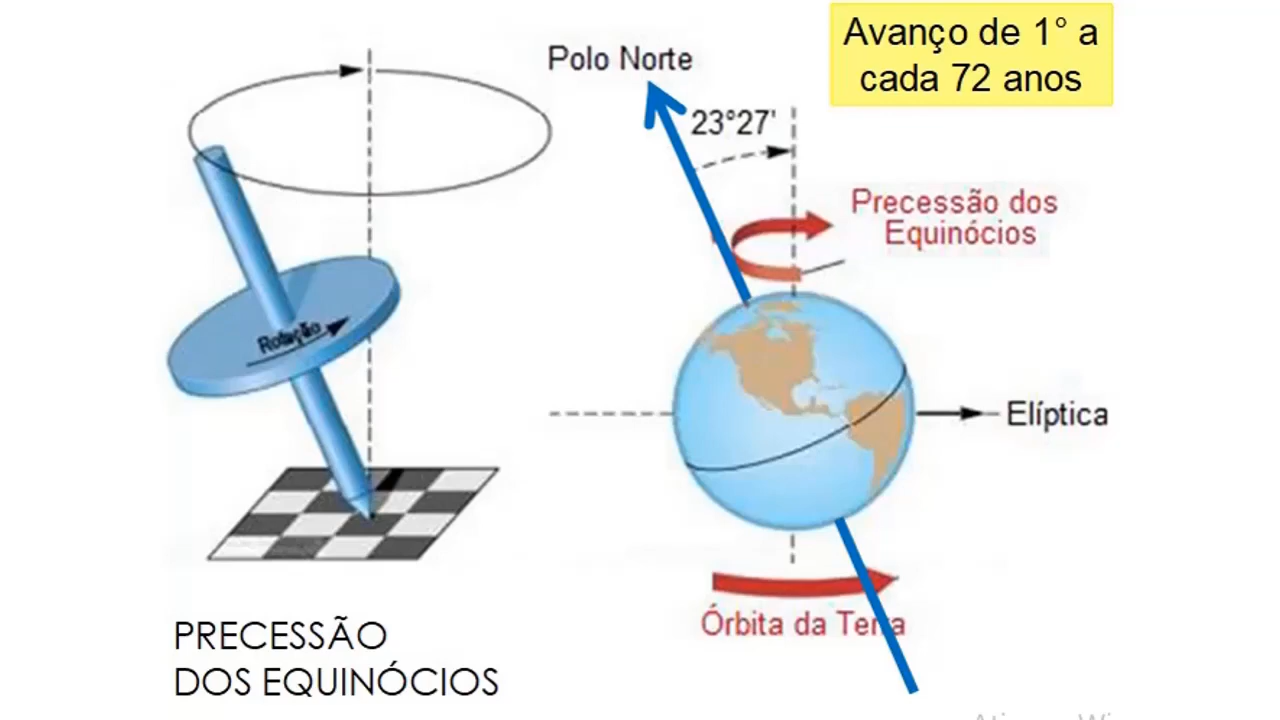 Avanço de 1° a
cada 72 anos
Polo Norte
23°27'
Precessão dos
Equinócios
Rotação
Elíptica
Órbita da Terra
PRECESSÃO
DOS EQUINÓCIOS